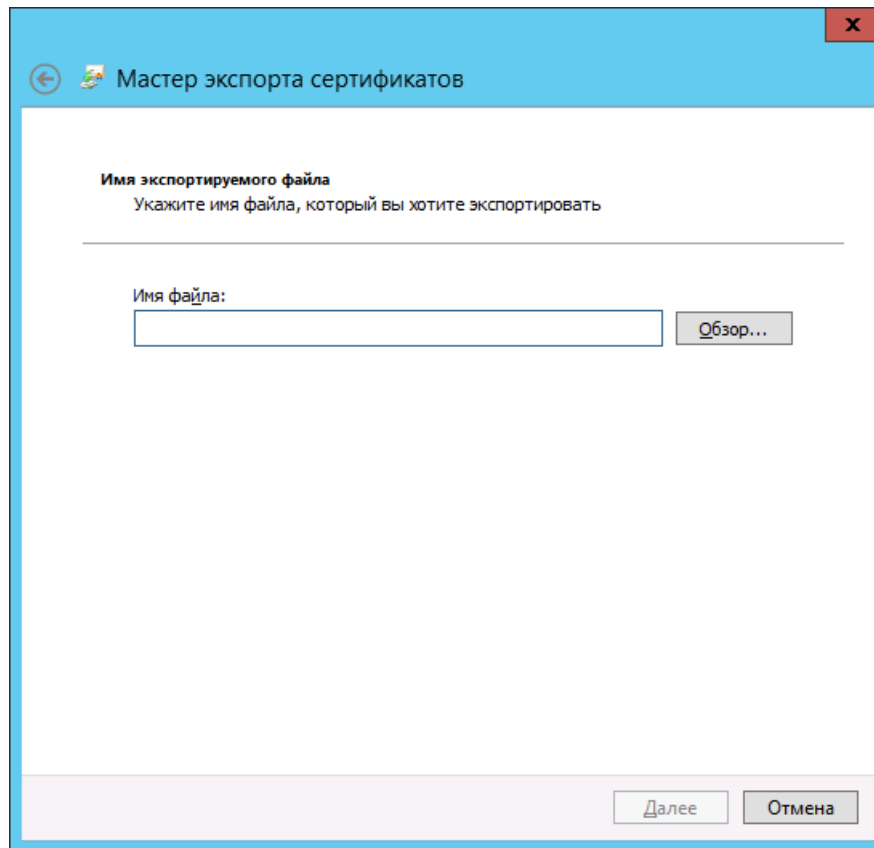 x
Мастер экспорта сертификатов
Имя экспортируемого файла
Укажите имя файла, который вы хотите экспортировать
Имя файла:
Обзор...
Далее
Отмена